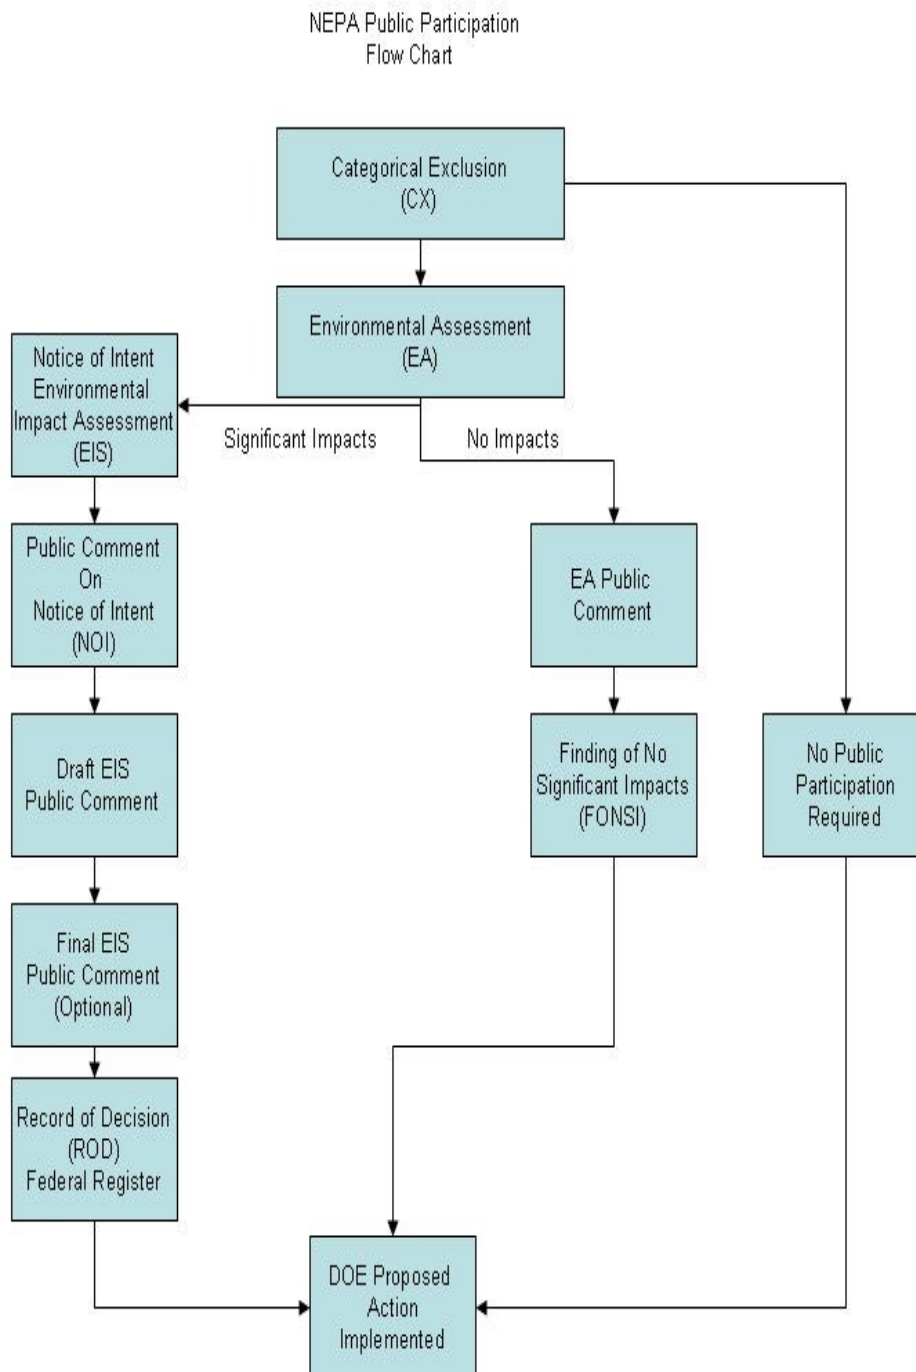 NEPA Public Participation
Flow Chart
Categorical Exclusion
(CX)
Environmental Assessment
(EA)
Notice of Intent
Environmental
Impact Assessment
(EIS)
Significant Impacts
No Impacts
Public Comment
On
Notice of Intent
(NOI)
EA Public
Comment
Draft EIS
Public Comment
Finding of No
Significant Impacts
(FONSI)
No Public
Participation
Required
Final EIS
Public Comment
(Optional)
Record of Decision
(ROD)
Federal Register
DOE Proposed
Action
Implemented